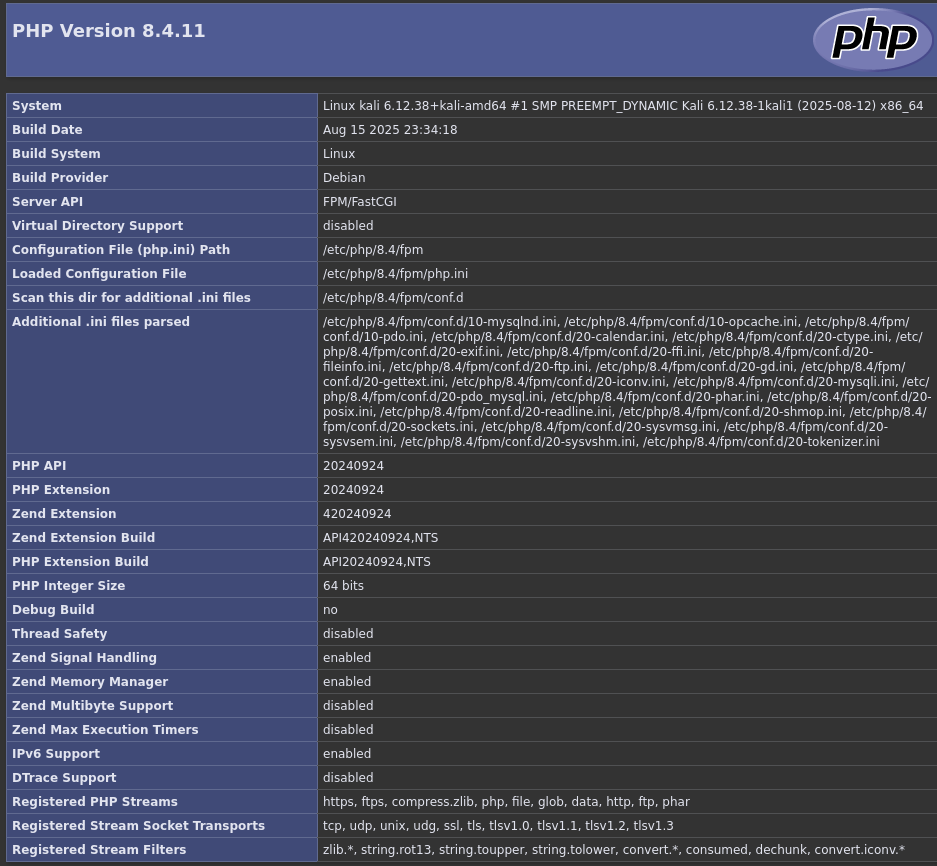 PHP Version 8.4.11
php
System Linux kali 6.12.38+kali-amd64 #1 SMP PREEMPT_DYNAMIC Kali 6.12.38-1kali1 (2025-08-12) x86_64
Build Date Aug 15 2025 23:34:18
Build System Linux
Build Provider Debian
Server API FPM/FastCGI
Virtual Directory Support disabled
Configuration File (php.ini) Path /etc/php/8.4/fpm
Loaded Configuration File /etc/php/8.4/fpm/php.ini
Scan this dir for additional .ini files /etc/php/8.4/fpm/conf.d
Additional .ini files parsed /etc/php/8.4/fpm/conf.d/10-mysqlnd.ini, /etc/php/8.4/fpm/conf.d/10-opcache.ini, /etc/php/8.4/fpm/
conf.d/10-pdo.ini, /etc/php/8.4/fpm/conf.d/20-calendar.ini, /etc/php/8.4/fpm/conf.d/20-ctype.ini, /etc/
php/8.4/fpm/conf.d/20-exif.ini, /etc/php/8.4/fpm/conf.d/20-ffi.ini, /etc/php/8.4/fpm/conf.d/20-
fileinfo.ini, /etc/php/8.4/fpm/conf.d/20-ftp.ini, /etc/php/8.4/fpm/conf.d/20-gd.ini, /etc/php/8.4/fpm/
conf.d/20-gettext.ini, /etc/php/8.4/fpm/conf.d/20-iconv.ini, /etc/php/8.4/fpm/conf.d/20-mysqli.ini, /etc/
php/8.4/fpm/conf.d/20-pdo_mysql.ini, /etc/php/8.4/fpm/conf.d/20-phar.ini, /etc/php/8.4/fpm/conf.d/20-
posix.ini, /etc/php/8.4/fpm/conf.d/20-readline.ini, /etc/php/8.4/fpm/conf.d/20-shmop.ini, /etc/php/8.4/
fpm/conf.d/20-sockets.ini, /etc/php/8.4/fpm/conf.d/20-sysvmsg.ini, /etc/php/8.4/fpm/conf.d/20-
sysvsem.ini, /etc/php/8.4/fpm/conf.d/20-sysvshm.ini, /etc/php/8.4/fpm/conf.d/20-tokenizer.ini
PHP API 20240924
PHP Extension 20240924
Zend Extension 420240924
Zend Extension Build API420240924,NTS
PHP Extension Build API20240924,NTS
PHP Integer Size 64 bits
Debug Build no
Thread Safety disabled
Zend Signal Handling enabled
Zend Memory Manager enabled
Zend Multibyte Support disabled
Zend Max Execution Timers disabled
IPv6 Support enabled
DTrace Support disabled
Registered PHP Streams https, ftps, compress.zlib, php, file, glob, data, http, ftp, phar
Registered Stream Socket Transports tcp, udp, unix, udg, ssl, tls, tlsv1.0, tlsv1.1, tlsv1.2, tlsv1.3
Registered Stream Filters zlib.*, string.rot13, string.toupper, string.tolower, convert.*, consumed, dechunk, convert.iconv.*